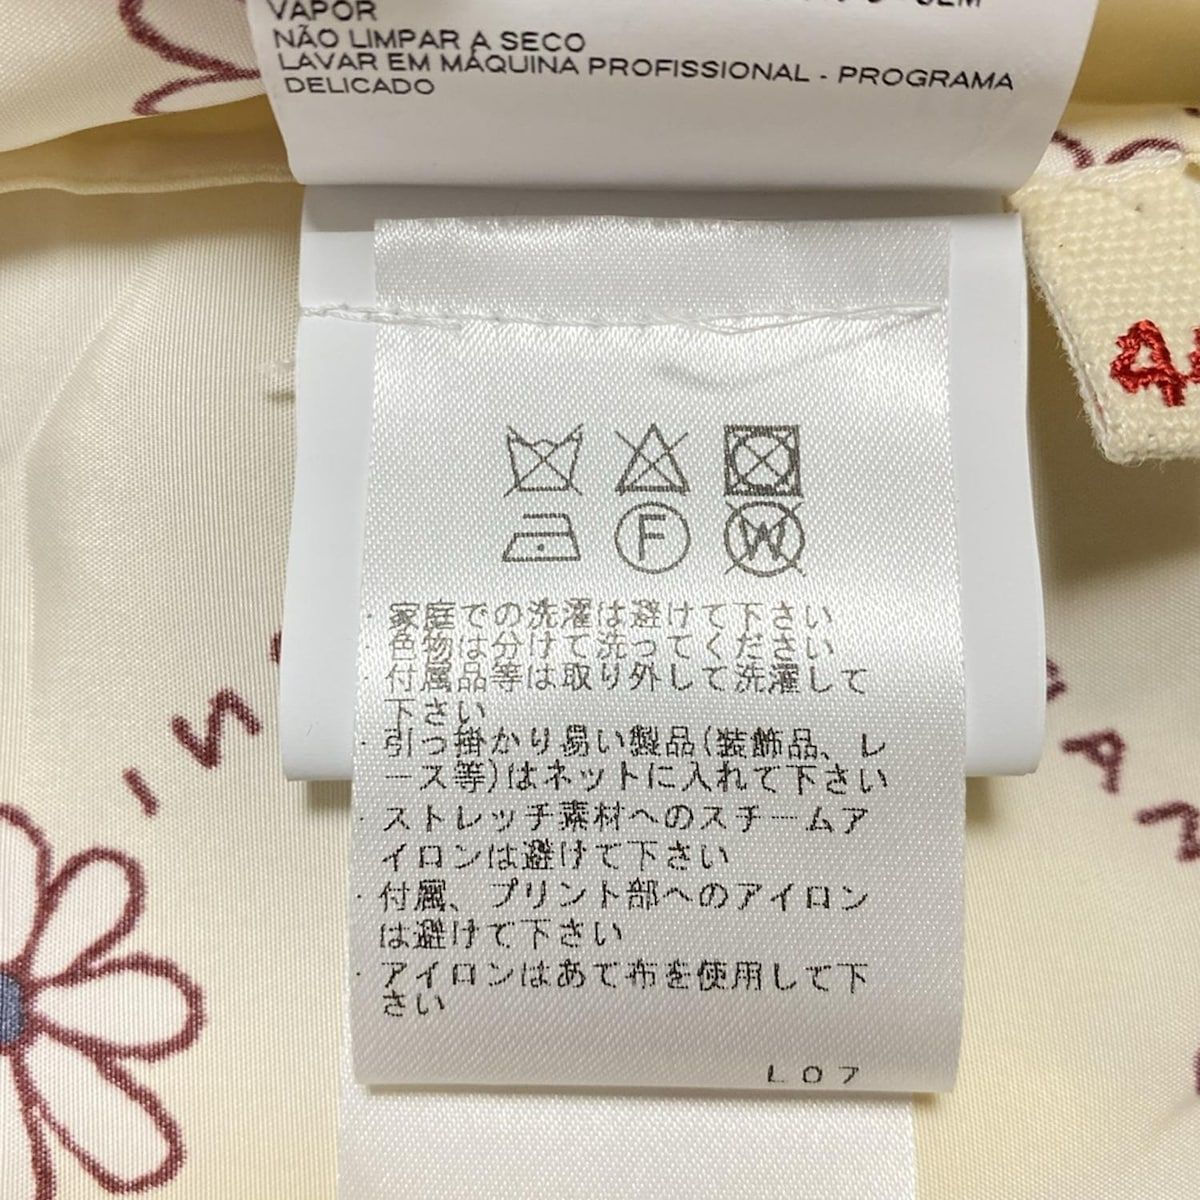 VAPOR
NÃO LIMPAR A SECO
LAVAR EM MÁQUINA PROFISSIONAL - PROGRAMA
DELICADO
F
W
・家庭での洗濯は避けて下さい
・色物は分けて洗ってください
・付属品等は取り外して洗濯して
下さい
・引っ掛かり易い製品(装飾品、レ
ース等)はネットに入れて下さい
・ストレッチ素材へのスチームア
イロンは避けて下さい
・付属、プリント部へのアイロン
は避けて下さい
・アイロンはあて布を使用して下
さい
L07